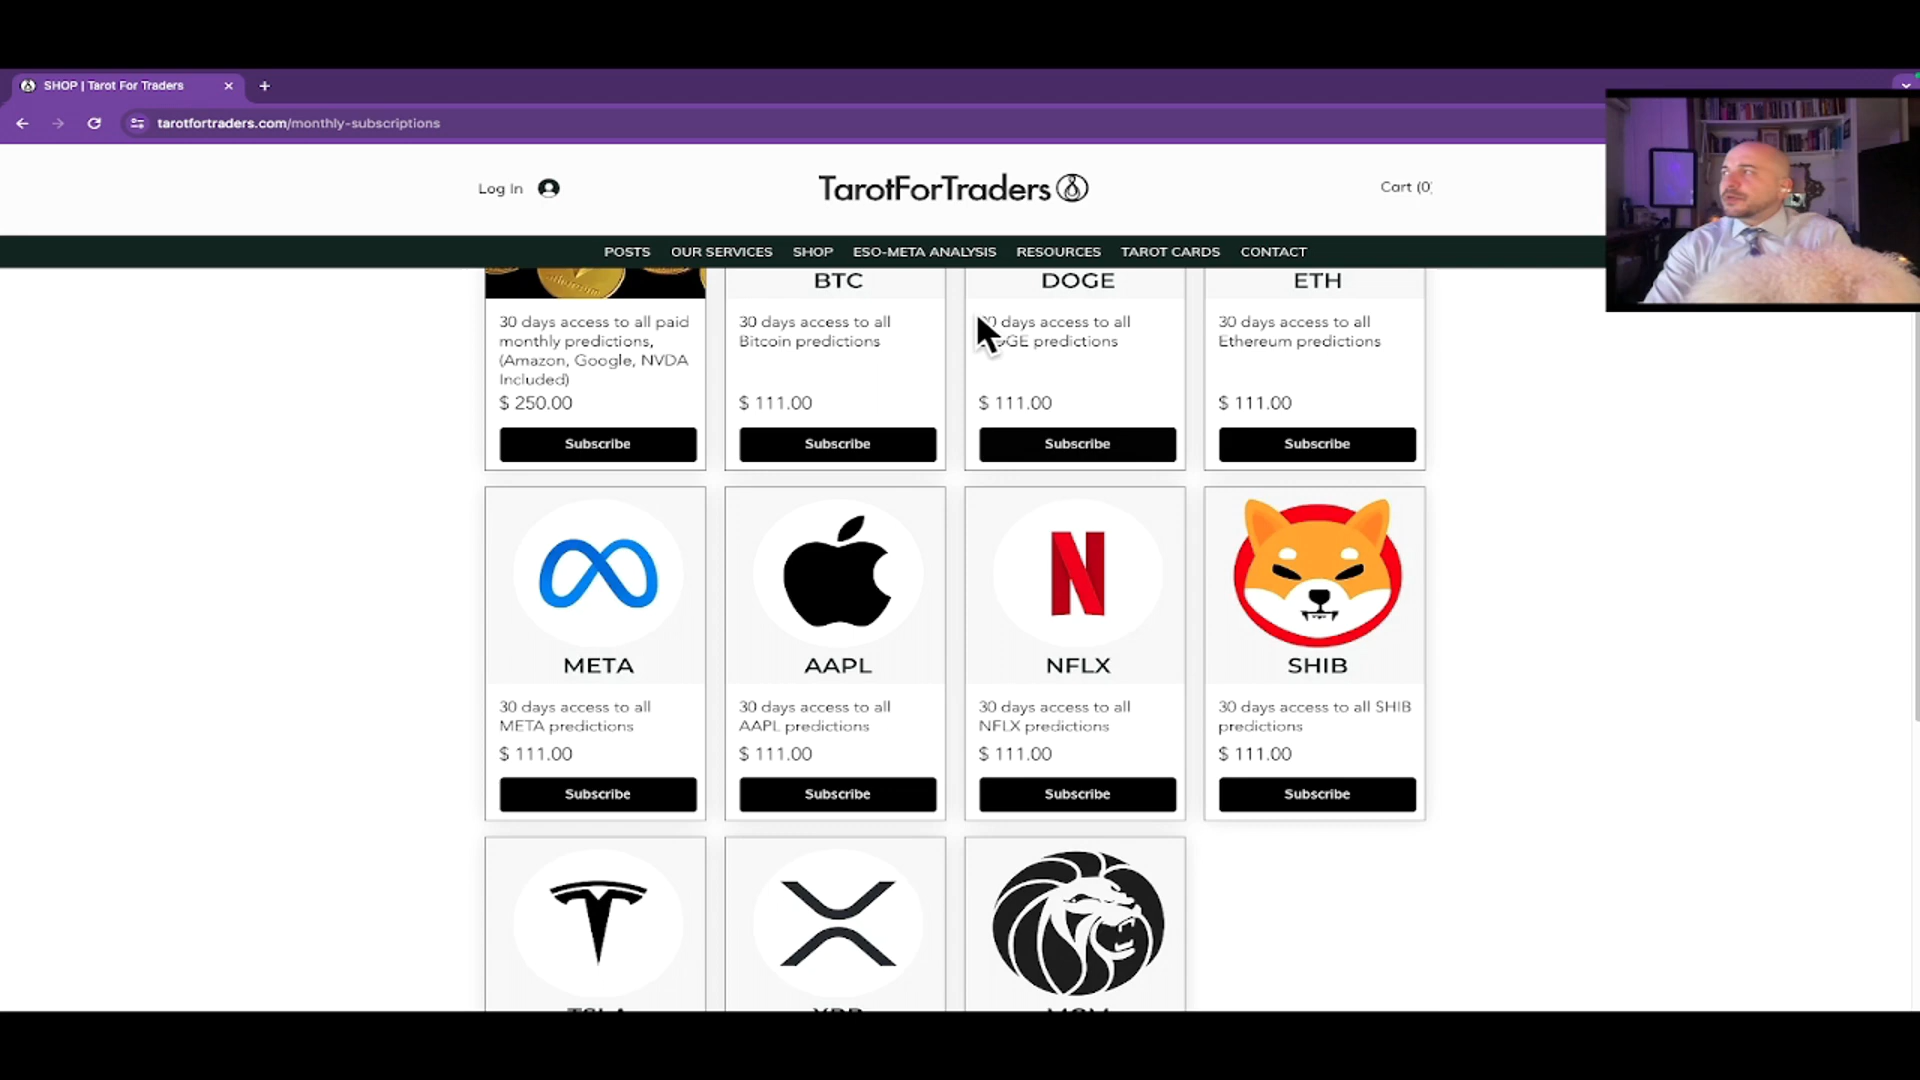 SHOP | Tarot For Traders
tarotfortraders.com/monthly-subscriptions
Log In
TarotForTraders
Cart (0)
POSTS OUR SERVICES SHOP ESO-META ANALYSIS RESOURCES TAROT CARDS CONTACT
30 days access to all paid
monthly predictions,
(Amazon, Google, NVDA
Included)
$ 250.00
Subscribe
BTC
30 days access to all
Bitcoin predictions
$ 111.00
Subscribe
DOGE
days access to all
predictions
$ 111.00
Subscribe
ETH
30 days access to all
Ethereum predictions
$ 111.00
Subscribe
META
30 days access to all
META predictions
$ 111.00
Subscribe
AAPL
30 days access to all
AAPL predictions
$ 111.00
Subscribe
NFLX
30 days access to all
NFLX predictions
$ 111.00
Subscribe
SHIB
30 days access to all SHIB
predictions
$ 111.00
Subscribe